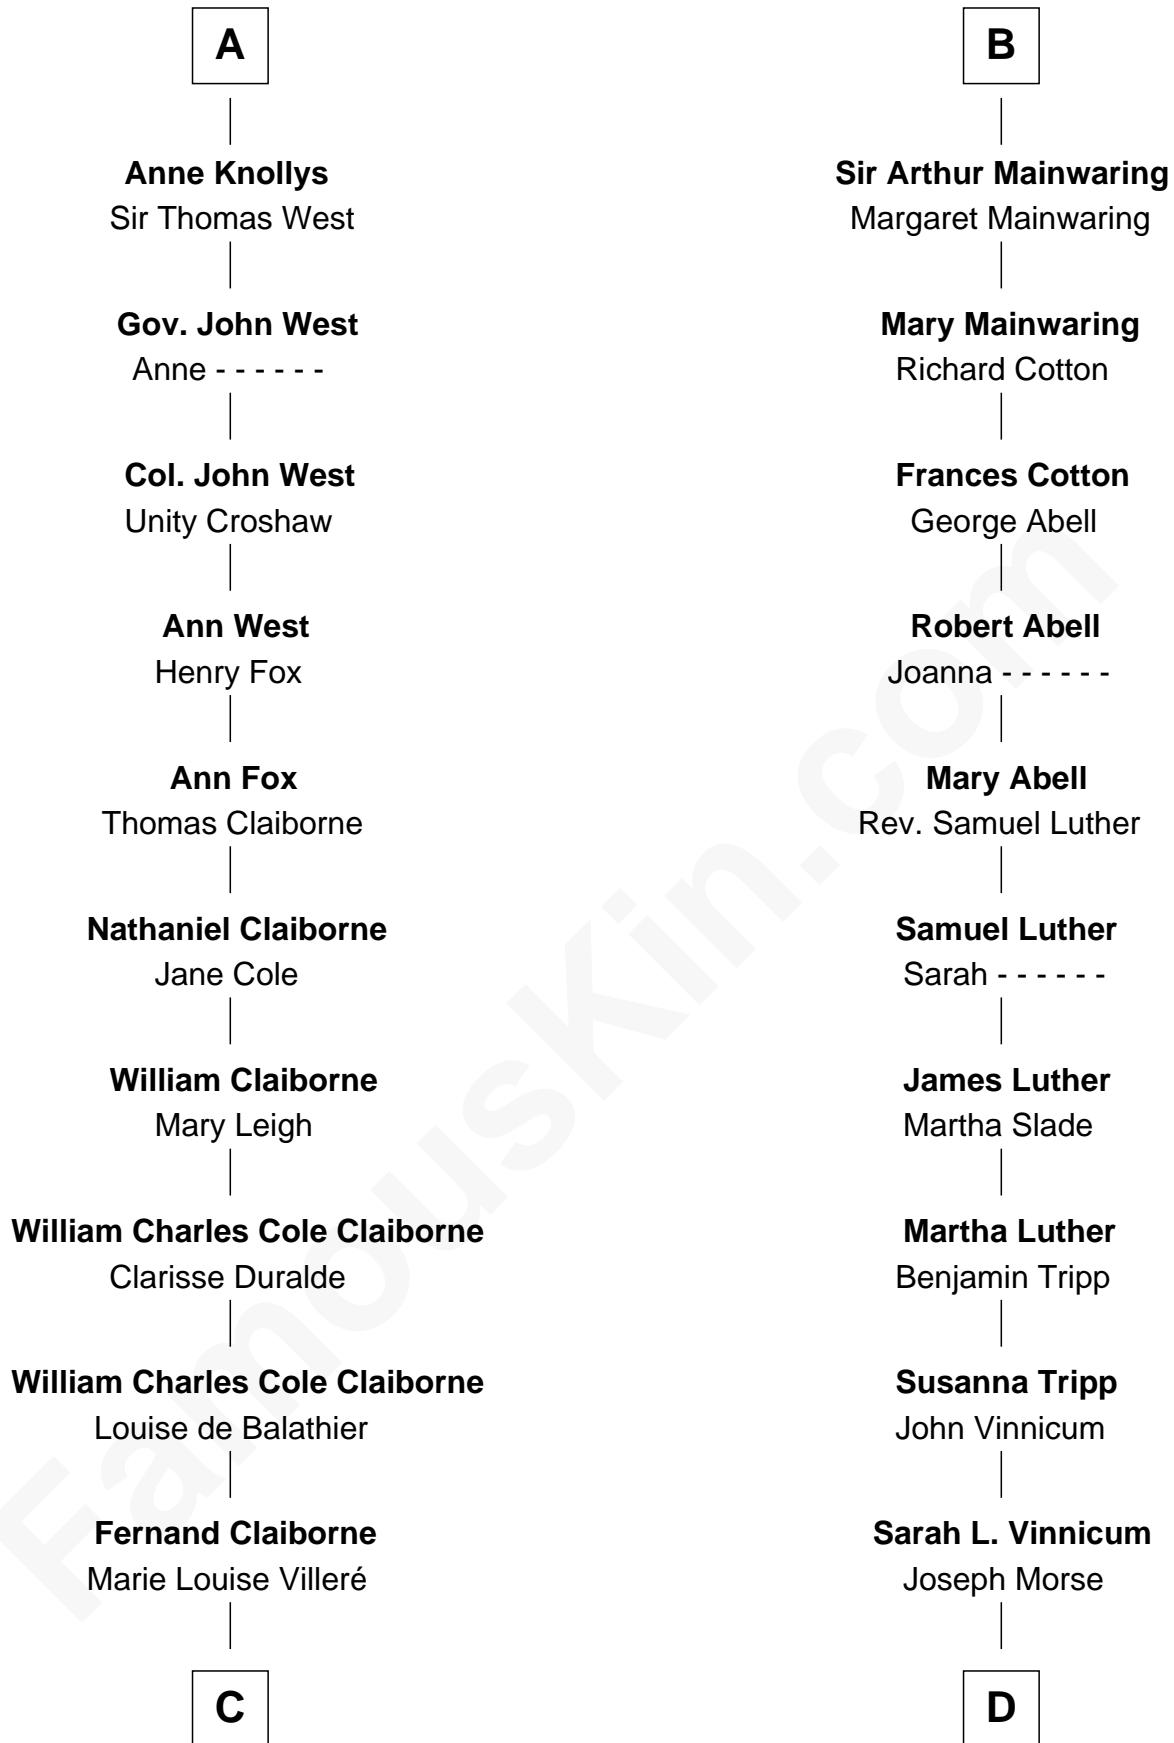 A
Anne Knollys
Sir Thomas West
Gov. John West
Anne - - - - - -
Col. John West
Unity Croshaw
Ann West
Henry Fox
Ann Fox
Thomas Claiborne
Nathaniel Claiborne
Jane Cole
William Claiborne
Mary Leigh
William Charles Cole Claiborne
Clarisse Duralde
William Charles Cole Claiborne
Louise de Balathier
Fernand Claiborne
Marie Louise Villeré
C
B
Sir Arthur Mainwaring
Margaret Mainwaring
Mary Mainwaring
Richard Cotton
Frances Cotton
George Abell
Robert Abell
Joanna - - - - - -
Mary Abell
Rev. Samuel Luther
Samuel Luther
Sarah - - - - - -
James Luther
Martha Slade
Martha Luther
Benjamin Tripp
Susanna Tripp
John Vinnicum
Sarah L. Vinnicum
Joseph Morse
D
FamousKin.com